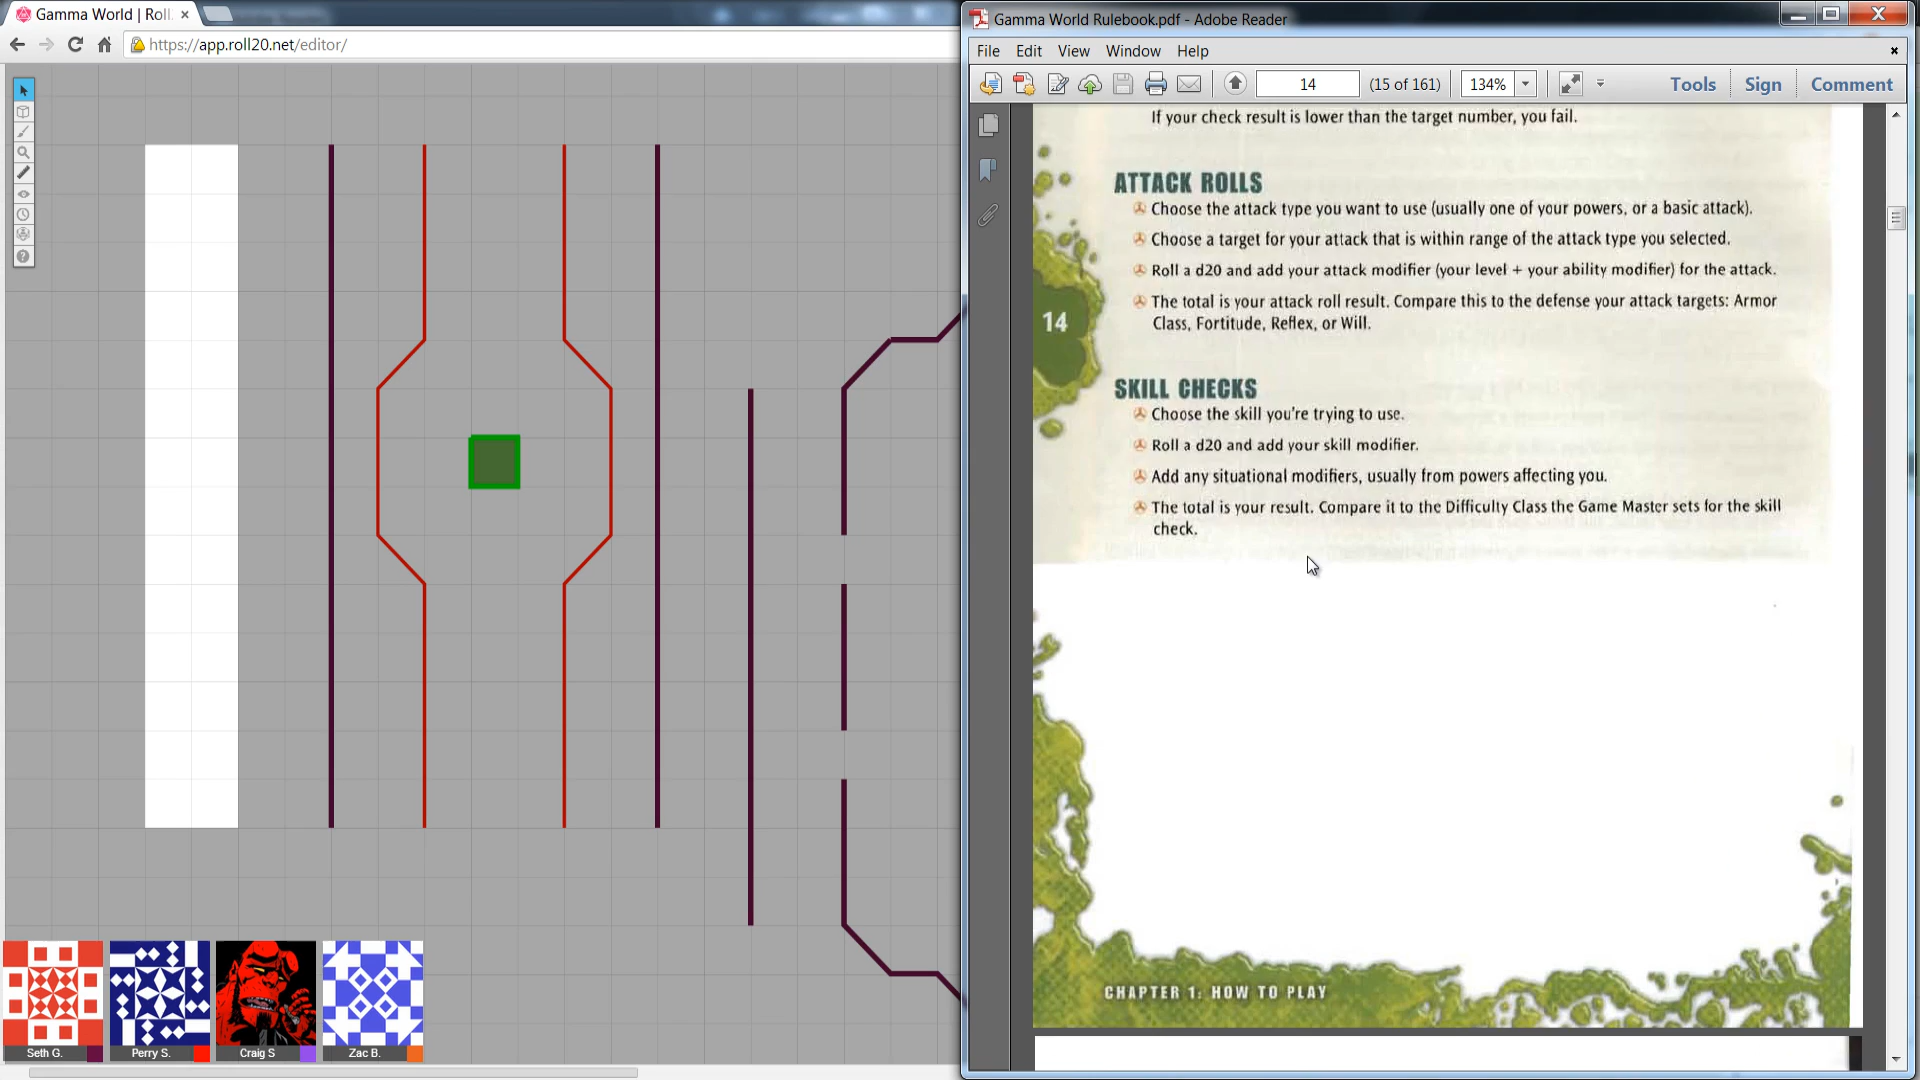 Gamma World | Roll
https://app.roll20.net/editor/
Seth G.
Perry S.
Craig S
Zac B.
Gamma World Rulebook.pdf - Adobe Reader
File Edit View Window Help
14 (15 of 161) 134% Tools Sign Comment
If your check result is lower than the target number, you fail.
ATTACK ROLLS
Choose the attack type you want to use (usually one of your powers, or a basic attack).
Choose a target for your attack that is within range of the attack type you selected.
Roll a d20 and add your attack modifier (your level + your ability modifier) for the attack.
The total is your attack roll result. Compare this to the defense your attack targets: Armor
Class, Fortitude, Reflex, or Will.
14
SKILL CHECKS
Choose the skill you're trying to use.
Roll a d20 and add your skill modifier.
Add any situational modifiers, usually from powers affecting you.
The total is your result. Compare it to the Difficulty Class the Game Master sets for the skill
check.
CHAPTER 1: HOW TO PLAY